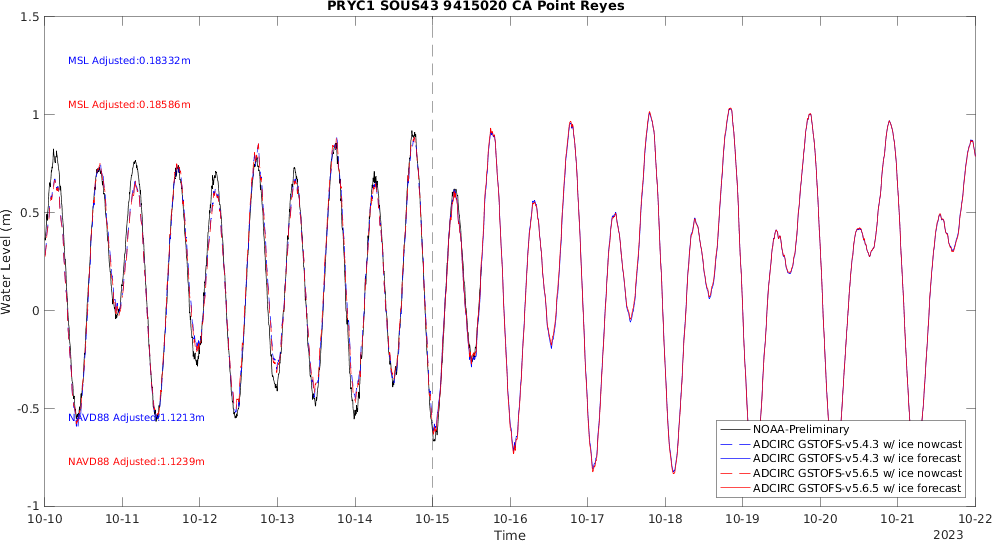 PRYC1 SOUS43 9415020 CA Point Reyes
1.5
1
0.5
0
-0.5
-1
Water Level (m)
MSL Adjusted:0.18332m
MSL Adjusted:0.18586m
NAVD88 Adjusted:1.1213m
NAVD88 Adjusted:1.1239m
NOAA-Preliminary
ADCIRC GSTOFS-v5.4.3 w/ ice nowcast
ADCIRC GSTOFS-v5.4.3 w/ ice forecast
ADCIRC GSTOFS-v5.6.5 w/ ice nowcast
ADCIRC GSTOFS-v5.6.5 w/ ice forecast
10-10 10-11 10-12 10-13 10-14 10-15 10-16 10-17 10-18 10-19 10-20 10-21 10-22
Time
2023